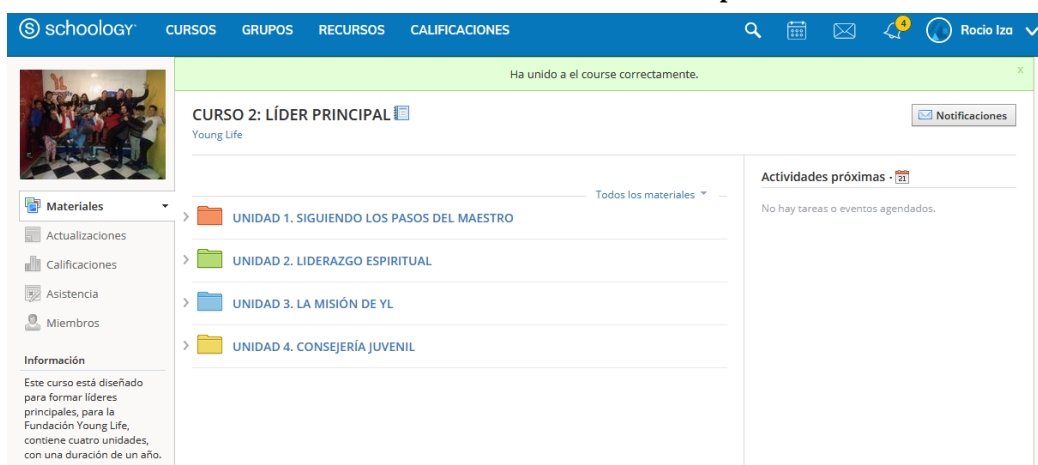 schoology CURSOS GRUPOS RECURSOS CALIFICACIONES 4 Rocio Iza
Ha unido a el course correctamente. x
CURSO 2: LÍDER PRINCIPAL
Notificaciones
Young Life
Actividades próximas · 21
No hay tareas o eventos agendados.
Todos los materiales
UNIDAD 1. SIGUIENDO LOS PASOS DEL MAESTRO
UNIDAD 2. LIDERAZGO ESPIRITUAL
UNIDAD 3. LA MISIÓN DE YL
UNIDAD 4. CONSEJERÍA JUVENIL
Materiales
Actualizaciones
Calificaciones
Asistencia
Miembros
Información
Este curso está diseñado
para formar líderes
principales, para la
Fundación Young Life,
contiene cuatro unidades,
con una duración de un año.